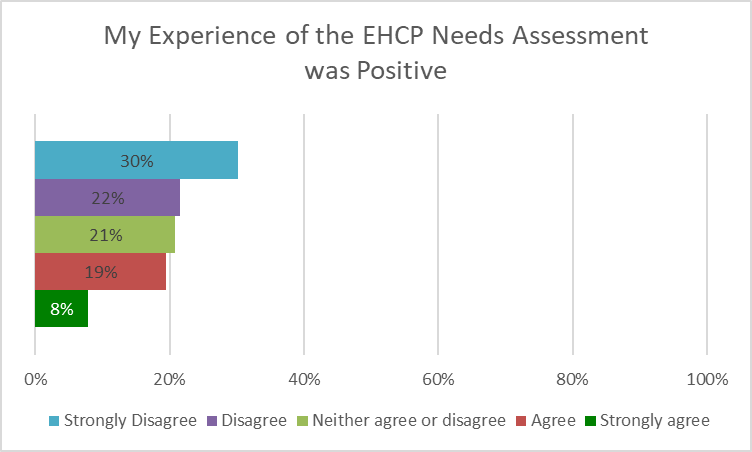 My Experience of the EHCP Needs Assessment
was Positive
30%
22%
21%
19%
8%
0% 20% 40% 60% 80% 100%
Strongly Disagree Disagree Neither agree or disagree Agree Strongly agree